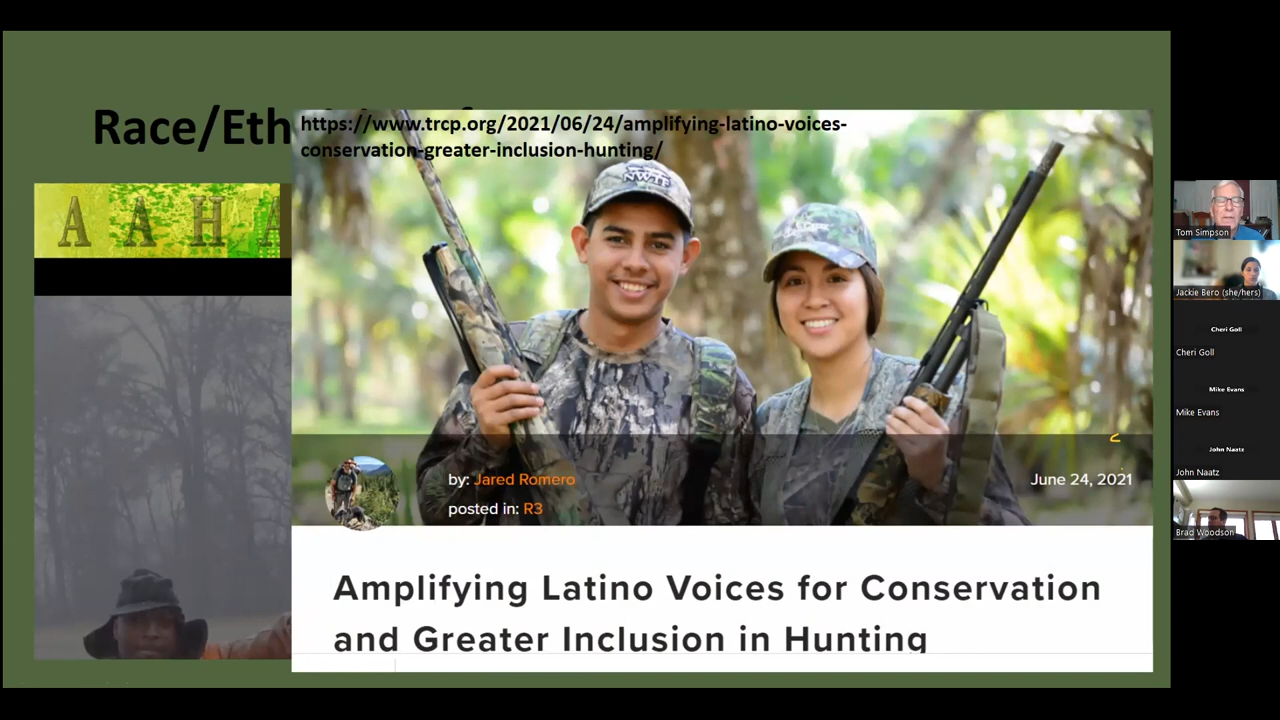 Race/Eth
https://www.trcp.org/2021/06/24/amplifying-latino-voices-
conservation-greater-inclusion-hunting/
A A H A
NWTF
by: Jared Romero
June 24, 2021
posted in: R3
Amplifying Latino Voices for Conservation
and Greater Inclusion in Hunting
Tom Simpson
Jackie Bero (she/hers)
Cheri Goll
Cheri Goll
Mike Evans
Mike Evans
John Naatz
John Naatz
Brad Woodson